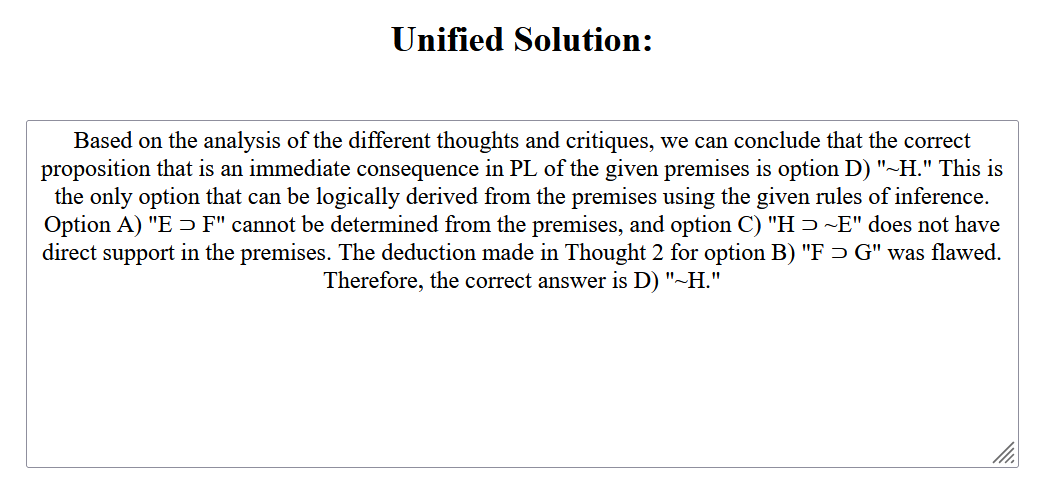 Unified Solution:
Based on the analysis of the different thoughts and critiques, we can conclude that the correct
proposition that is an immediate consequence in PL of the given premises is option D) "~H." This is
the only option that can be logically derived from the premises using the given rules of inference.
Option A) "E ⊃ F" cannot be determined from the premises, and option C) "H ⊃ ~E" does not have
direct support in the premises. The deduction made in Thought 2 for option B) "F ⊃ G" was flawed.
Therefore, the correct answer is D) "~H."